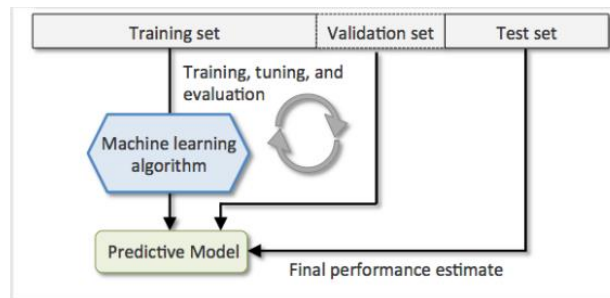 Training set
Validation set
Test set
Training, tuning, and
evaluation
Machine learning
algorithm
Predictive Model
Final performance estimate